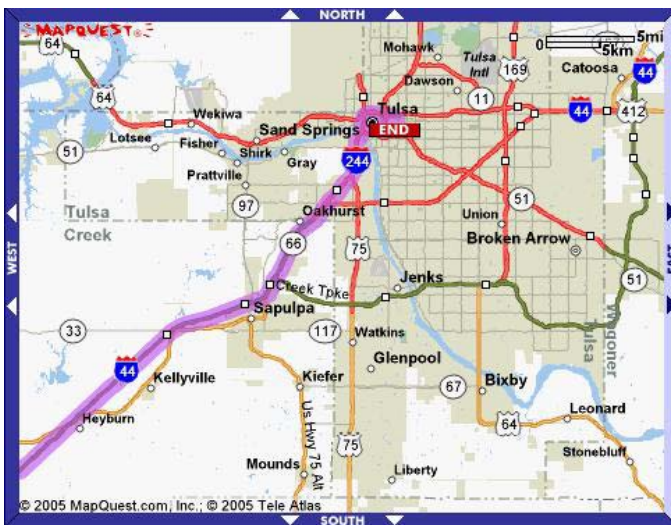 NORTH
MAPQUEST
64
Mohawk
Tulsa Intl
169
5mi
5km
44
Catoosa
Dawson
11
64
Wekiwa
Tulsa
END
44
412
Lotsee
Sand Springs
51
Fisher
Shirk
Gray
244
Prattville
97
51
Tulsa
Creek
Oakhurst
Union
66
75
Broken Arrow
WEST
51
Creek Tpke
Jenks
Sapulpa
33
117
Watkins
Tulsa
Wagoner
44
Glenpool
Kellyville
Kiefer
67
Bixby
Heyburn
Us Hwy 75 Alt
64
Leonard
75
Stonebluff
Mounds
Liberty
© 2005 MapQuest.com, Inc.; © 2005 Tele Atlas
SOUTH